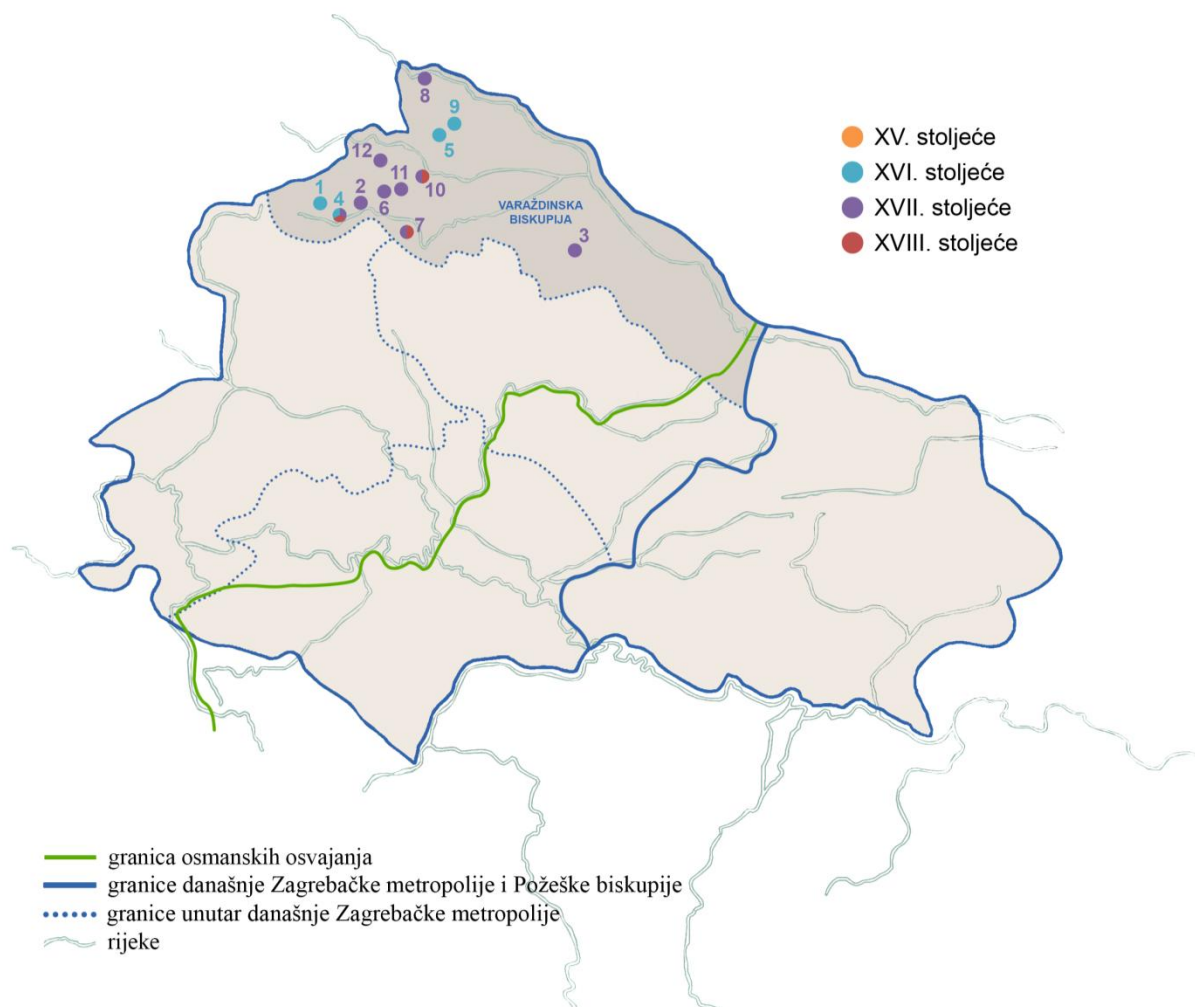 8
9
5
12
11
10
1
4
2
6
7
3
VARAŽDINSKA
BISKUPIJA
XV. stoljeće
XVI. stoljeće
XVII. stoljeće
XVIII. stoljeće
granica osmanskih osvajanja
granice današnje Zagrebačke metropolije i Požeške biskupije
granice unutar današnje Zagrebačke metropolije
rijeke